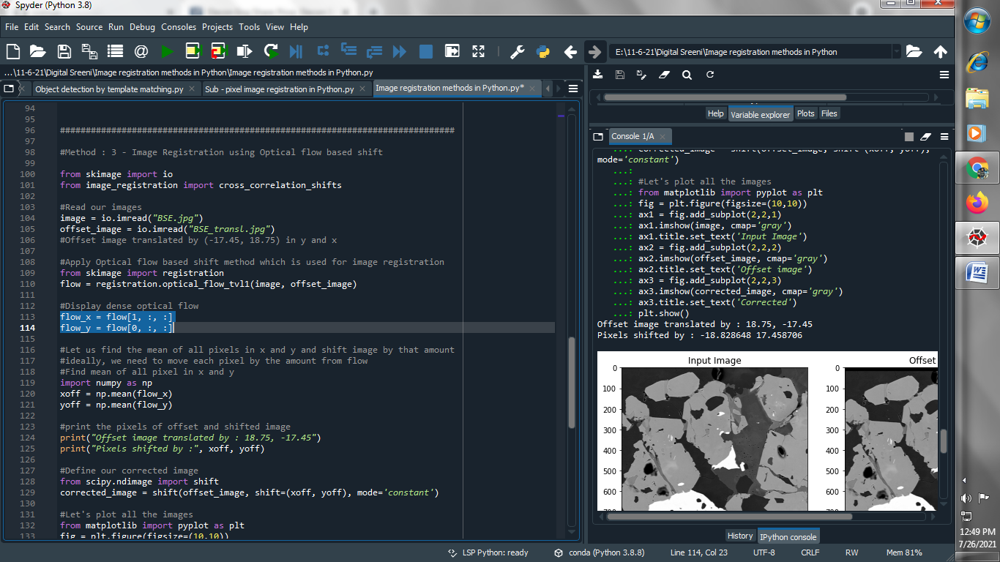 Spyder (Python 3.8)
File Edit Search Source Run Debug Consoles Projects Tools View Help
E:\11-6-21\Digital Sreeni\Image registration methods in Python
...\11-6-21\Digital Sreeni\Image registration methods in Python\Image registration methods in Python.py
Object detection by template matching.py
Sub - pixel image registration in Python.py
Image registration methods in Python.py*
94
95
96 #############################################################################
97
98 #Method : 3 - Image Registration using Optical flow based shift
99
100 from skimage import io
101 from image_registration import cross_correlation_shifts
102
103 #Read our images
104 image = io.imread("BSE.jpg")
105 offset_image = io.imread("BSE_transl.jpg")
106 #Offset image translated by (-17.45, 18.75) in y and x
107
108 #Apply Optical flow based shift method which is used for image registration
109 from skimage import registration
110 flow = registration.optical_flow_tvl1(image, offset_image)
111
112 #Display dense optical flow
113 flow_x = flow[1, :, :]
114 flow_y = flow[0, :, :]
115
116 #Let us find the mean of all pixels in x and y and shift image by that amount
117 #ideally, we need to move each pixel by the amount from flow
118 #Find mean of all pixel in x and y
119 import numpy as np
120 xoff = np.mean(flow_x)
121 yoff = np.mean(flow_y)
122
123 #print the pixels of offset and shifted image
124 print("Offset image translated by : 18.75, -17.45")
125 print("Pixels shifted by :", xoff, yoff)
126
127 #Define our corrected image
128 from scipy.ndimage import shift
129 corrected_image = shift(offset_image, shift=(xoff, yoff), mode='constant')
130
131 #Let's plot all the images
132 from matplotlib import pyplot as plt
133 fig = plt.figure(figsize=(10,10))
Help Variable explorer Plots Files
Console 1/A
...: corrected_image = shift(offset_image, shift=(xoff, yoff),
mode='constant')
...:
...: #Let's plot all the images
...: from matplotlib import pyplot as plt
...: fig = plt.figure(figsize=(10,10))
...: ax1 = fig.add_subplot(2,2,1)
...: ax1.imshow(image, cmap='gray')
...: ax1.title.set_text('Input Image')
...: ax2 = fig.add_subplot(2,2,2)
...: ax2.imshow(offset_image, cmap='gray')
...: ax2.title.set_text('Offset image')
...: ax3 = fig.add_subplot(2,2,3)
...: ax3.imshow(corrected_image, cmap='gray')
...: ax3.title.set_text('Corrected')
...: plt.show()
Offset image translated by : 18.75, -17.45
Pixels shifted by : -18.828648 17.458706
Input Image
Offset
0
100
200
300
400
500
600
700
0
100
200
300
400
500
600
History IPython console
LSP Python: ready
conda (Python 3.8.8)
Line 114, Col 23
UTF-8
CRLF
RW
Mem 81%
12:49 PM
7/26/2021